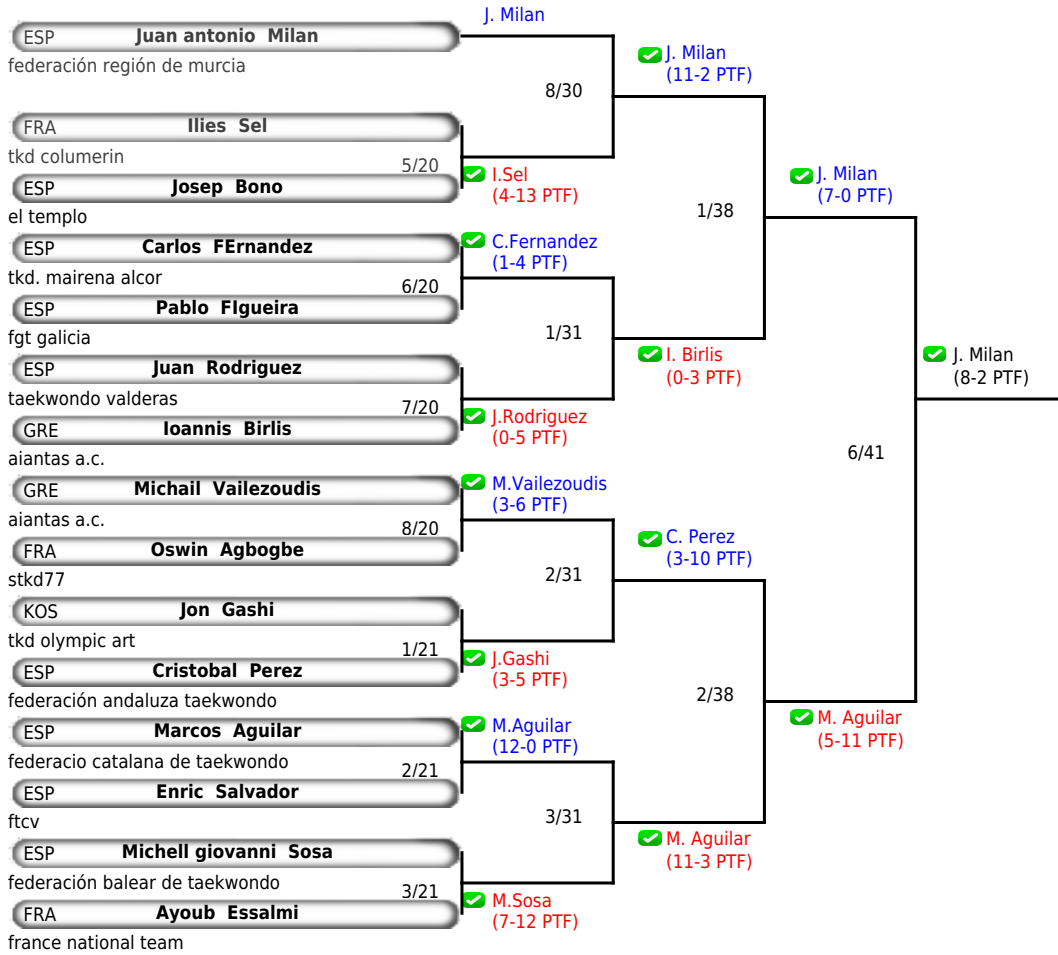 J. Milan
ESP Juan antonio Milan
federación región de murcia
J. Milan
(11-2 PTF)
8/30
FRA Ilies Sel
tkd columerin
5/20
I.Sel
(4-13 PTF)
ESP Josep Bono
el templo
J. Milan
(7-0 PTF)
1/38
ESP Carlos FErnandez
tkd. mairena alcor
C.Fernandez
(1-4 PTF)
6/20
ESP Pablo FIgueira
fgt galicia
1/31
I. Birlis
(0-3 PTF)
ESP Juan Rodriguez
taekwondo valderas
7/20
J.Rodriguez
(0-5 PTF)
GRE Ioannis Birlis
aiantas a.c.
J. Milan
(8-2 PTF)
6/41
GRE Michail Vailezoudis
aiantas a.c.
M.Vailezoudis
(3-6 PTF)
8/20
FRA Oswin Agbogbe
stkd77
C. Perez
(3-10 PTF)
2/31
KOS Jon Gashi
tkd olympic art
1/21
J.Gashi
(3-5 PTF)
ESP Cristobal Perez
federación andaluza taekwondo
2/38
M. Aguilar
(5-11 PTF)
ESP Marcos Aguilar
federacio catalana de taekwondo
M.Aguilar
(12-0 PTF)
2/21
ESP Enric Salvador
ftcv
3/31
M. Aguilar
(11-3 PTF)
ESP Michell giovanni Sosa
federación balear de taekwondo
3/21
M.Sosa
(7-12 PTF)
FRA Ayoub Essalmi
france national team